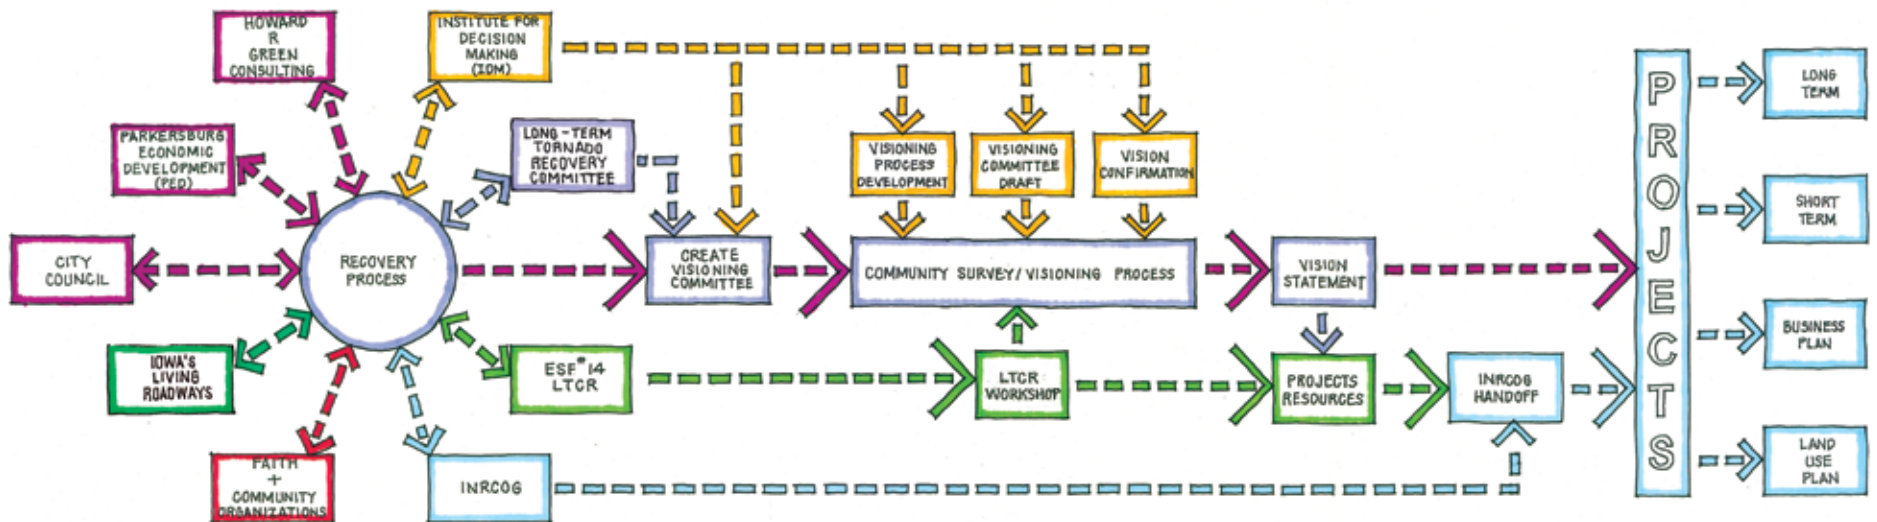 HOWARD
R
GREEN
CONSULTING
INSTITUTE FOR
DECISION
MAKING
(IDM)
PARKERSBURG
ECONOMIC
DEVELOPMENT
(PED)
LONG-TERM
TORNADO
RECOVERY
COMMITTEE
CITY
COUNCIL
RECOVERY
PROCESS
IOWA'S
LIVING
ROADWAYS
ESF#14
LTCR
FAITH
+
COMMUNITY
ORGANIZATIONS
INRCOG
CREATE
VISIONING
COMMITTEE
VISIONING
PROCESS
DEVELOPMENT
VISIONING
COMMITTEE
DRAFT
VISION
CONFIRMATION
COMMUNITY SURVEY/VISIONING PROCESS
VISION
STATEMENT
LTCR
WORKSHOP
PROJECTS
RESOURCES
INRCOG
HANDOFF
PROJECTS
LONG
TERM
SHORT
TERM
BUSINESS
PLAN
LAND
USE
PLAN